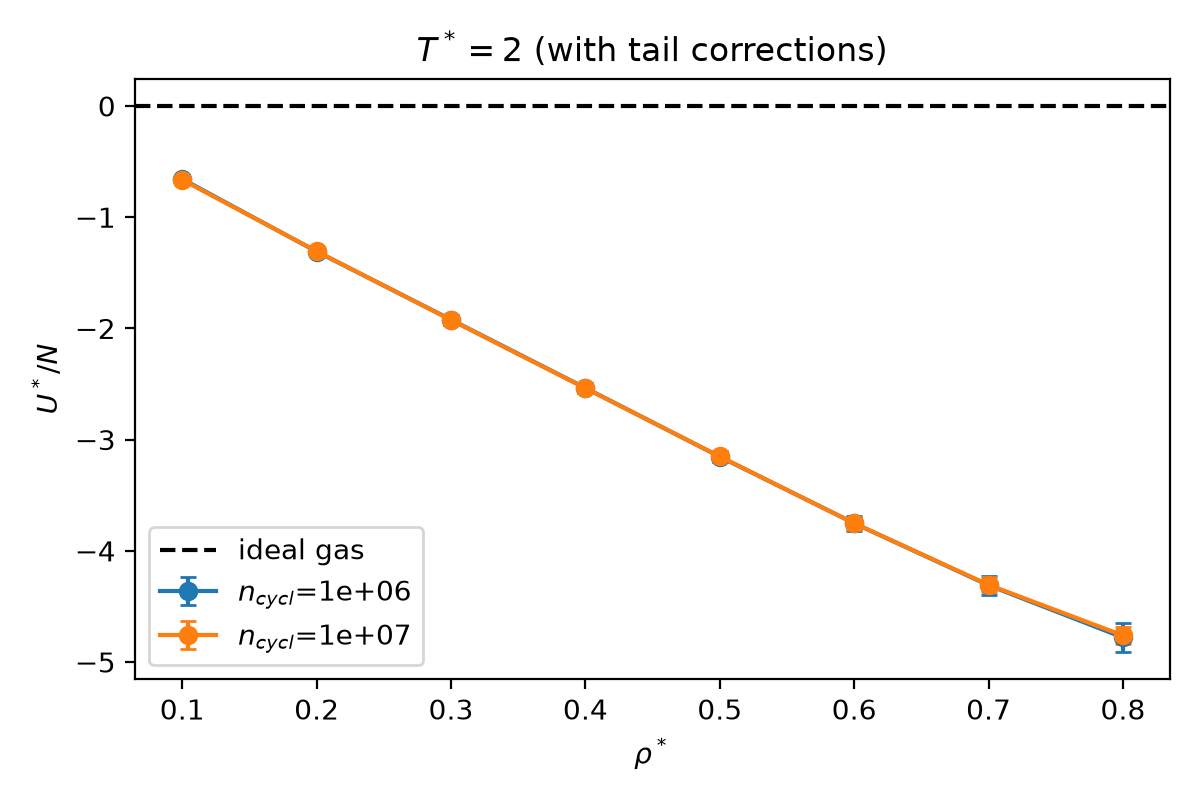 T* = 2 (with tail corrections)
0
−1
−2
−3
−4
−5
U*/N
ideal gas
n_cycl=1e+06
n_cycl=1e+07
0.1 0.2 0.3 0.4 0.5 0.6 0.7 0.8
ρ*